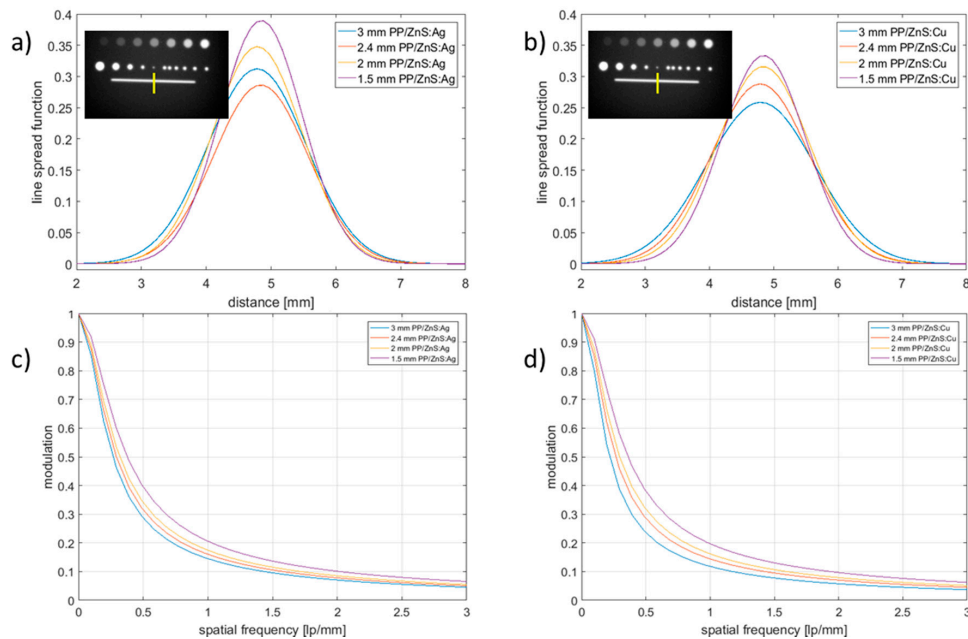 a)
line spread function
0.4
0.35
0.3
0.25
0.2
0.15
0.1
0.05
0
2 3 4 5 6 7 8
distance [mm]
3 mm PP/ZnS:Ag
2.4 mm PP/ZnS:Ag
2 mm PP/ZnS:Ag
1.5 mm PP/ZnS:Ag
b)
line spread function
0.4
0.35
0.3
0.25
0.2
0.15
0.1
0.05
0
2 3 4 5 6 7 8
distance [mm]
3 mm PP/ZnS:Cu
2.4 mm PP/ZnS:Cu
2 mm PP/ZnS:Cu
1.5 mm PP/ZnS:Cu
c)
modulation
1
0.9
0.8
0.7
0.6
0.5
0.4
0.3
0.2
0.1
0
0 0.5 1 1.5 2 2.5 3
spatial frequency [lp/mm]
3 mm PP/ZnS:Ag
2.4 mm PP/ZnS:Ag
2 mm PP/ZnS:Ag
1.5 mm PP/ZnS:Ag
d)
modulation
1
0.9
0.8
0.7
0.6
0.5
0.4
0.3
0.2
0.1
0
0 0.5 1 1.5 2 2.5 3
spatial frequency [lp/mm]
3 mm PP/ZnS:Cu
2.4 mm PP/ZnS:Cu
2 mm PP/ZnS:Cu
1.5 mm PP/ZnS:Cu